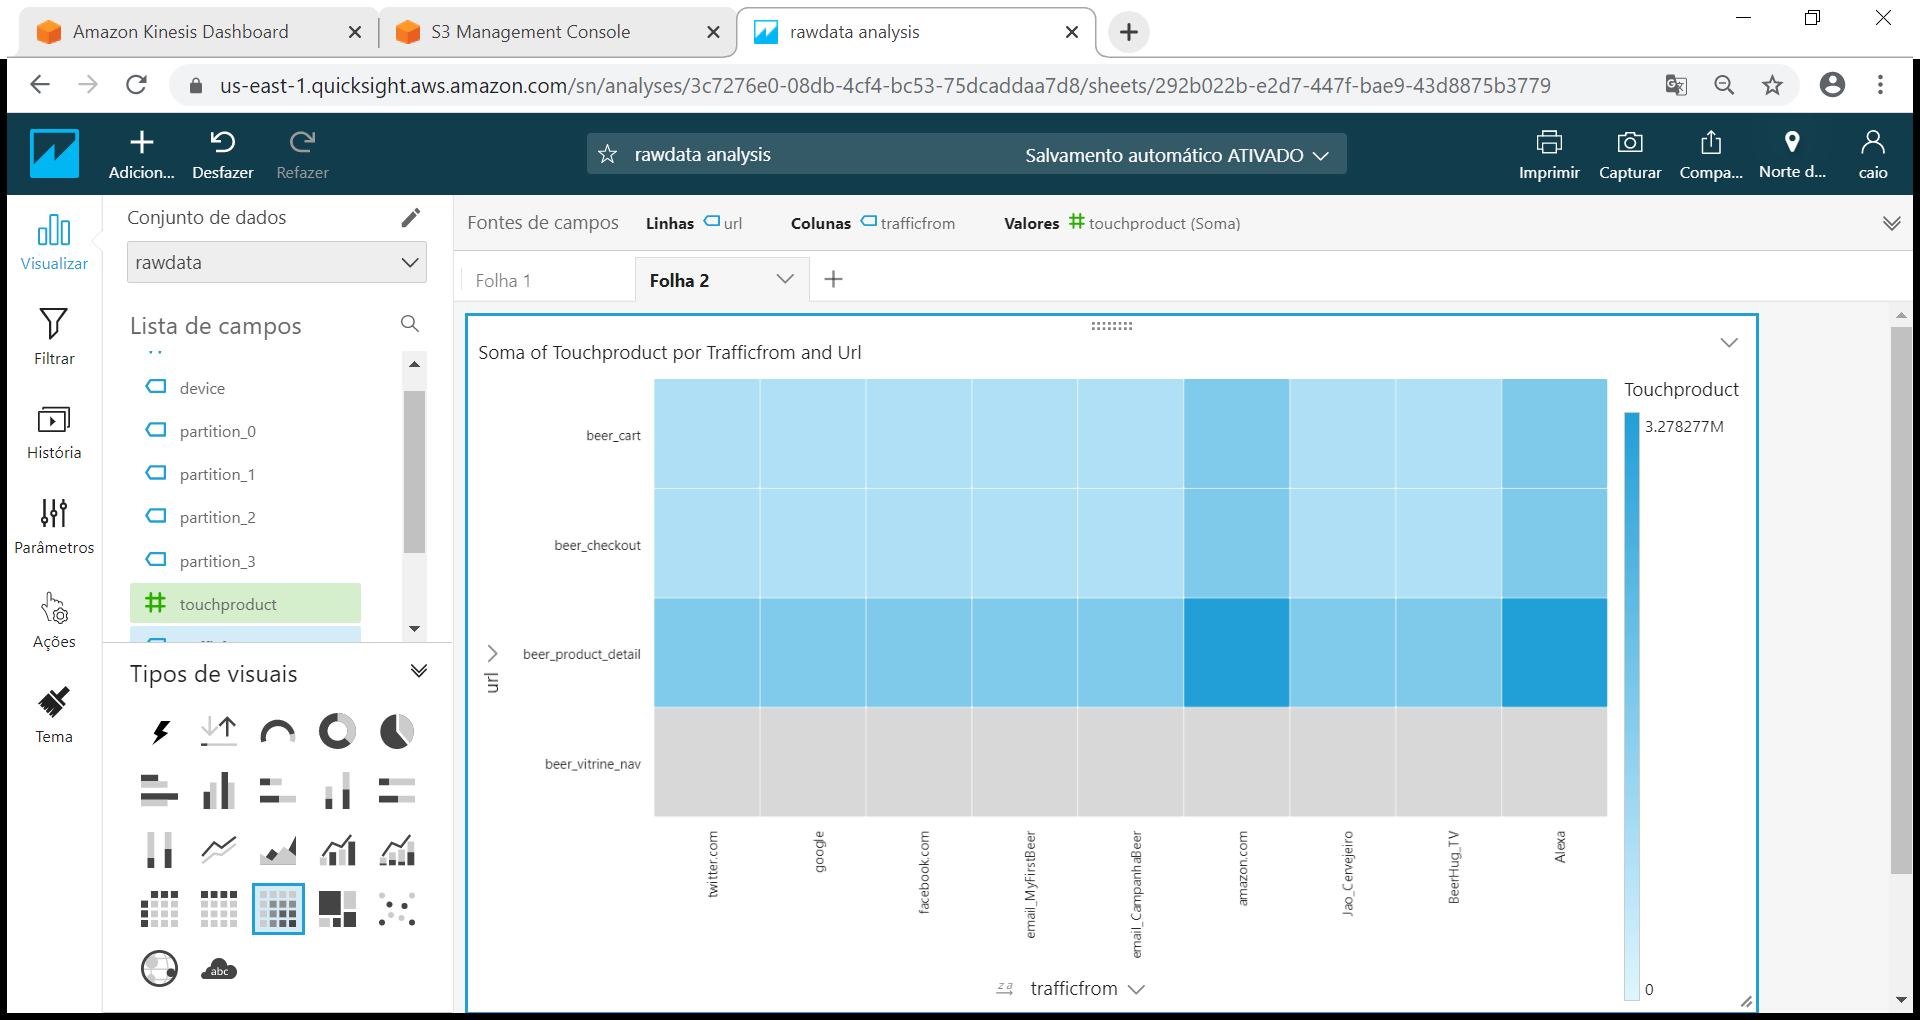 Amazon Kinesis Dashboard
S3 Management Console
rawdata analysis
us-east-1.quicksight.aws.amazon.com/sn/analyses/3c7276e0-08db-4cf4-bc53-75dcaddaa7d8/sheets/292b022b-e2d7-447f-bae9-43d8875b3779
Adicion...
Desfazer
Refazer
rawdata analysis
Salvamento automático ATIVADO
Imprimir
Capturar
Compa...
Norte d...
caio
Visualizar
Filtrar
História
Parâmetros
Ações
Tema
Conjunto de dados
rawdata
Lista de campos
device
partition_0
partition_1
partition_2
partition_3
touchproduct
Tipos de visuais
abc
Fontes de campos
Linhas url
Colunas trafficfrom
Valores touchproduct (Soma)
Folha 1
Folha 2
Soma of Touchproduct por Trafficfrom and Url
url
beer_cart
beer_checkout
beer_product_detail
beer_vitrine_nav
twitter.com
google
facebook.com
email_MyFirstBeer
email_CampanhaBeer
amazon.com
Jao_Cervejeiro
BeerHug_TV
Alexa
z a
trafficfrom
Touchproduct
3.278277M
0